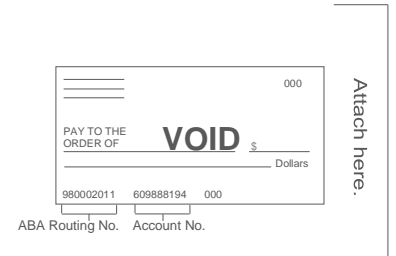 000
PAY TO THE
ORDER OF VOID $
Dollars
980002011 609888194 000
ABA Routing No. Account No.
Attach here.